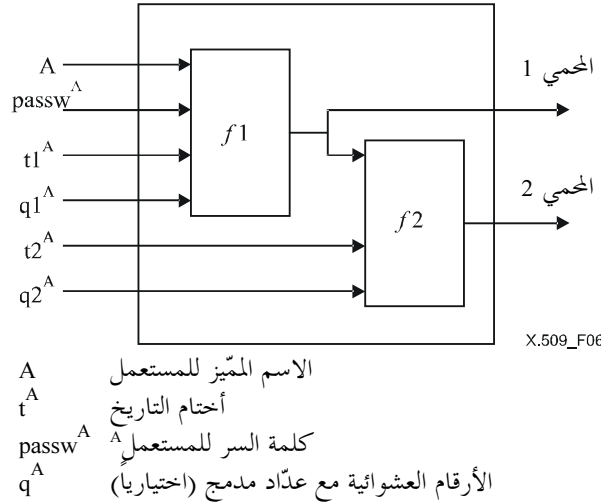 A
المحمي 1
passw^A
f1
t1^A
q1^A
f2
المحمي 2
t2^A
q2^A
X.509_F06
A الاسم المميّز للمستعمل
t^A أختام التاريخ
passw^A كلمة السر للمستعمل^A
q^A الأرقام العشوائية مع عدّاد مدمج (اختيارياً)